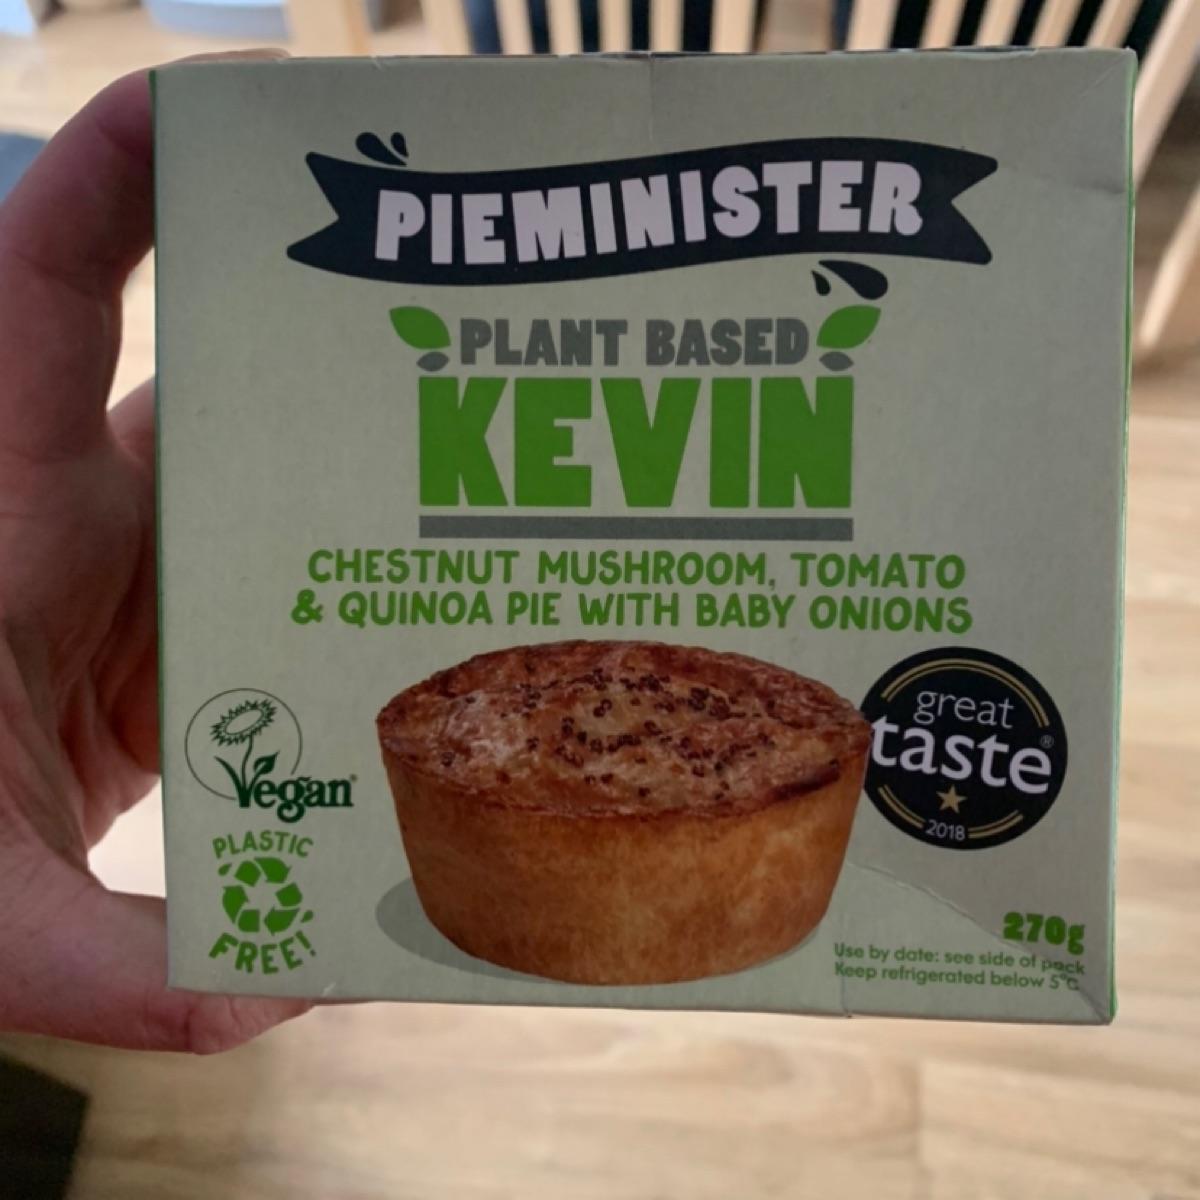 PIEMINISTER
PLANT BASED
KEVIN
CHESTNUT MUSHROOM, TOMATO
& QUINOA PIE WITH BABY ONIONS
Vegan®
PLASTIC
FREE!
great
taste®
2018
270g
Use by date: see side of pack
Keep refrigerated below 5°C